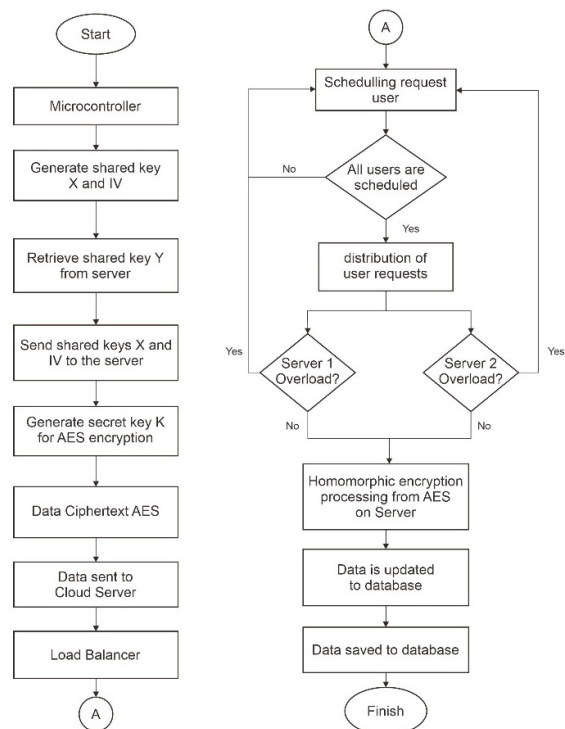 Start
Microcontroller
Generate shared key
X and IV
Retrieve shared key Y
from server
Send shared keys X and
IV to the server
Generate secret key K
for AES encryption
Data Ciphertext AES
Data sent to
Cloud Server
Load Balancer
A
A
Schedulling request
user
All users are
scheduled
No
Yes
distribution of
user requests
Server 1
Overload?
Yes
No
Server 2
Overload?
Yes
No
Homomorphic encryption
processing from AES
on Server
Data is updated
to database
Data saved to database
Finish